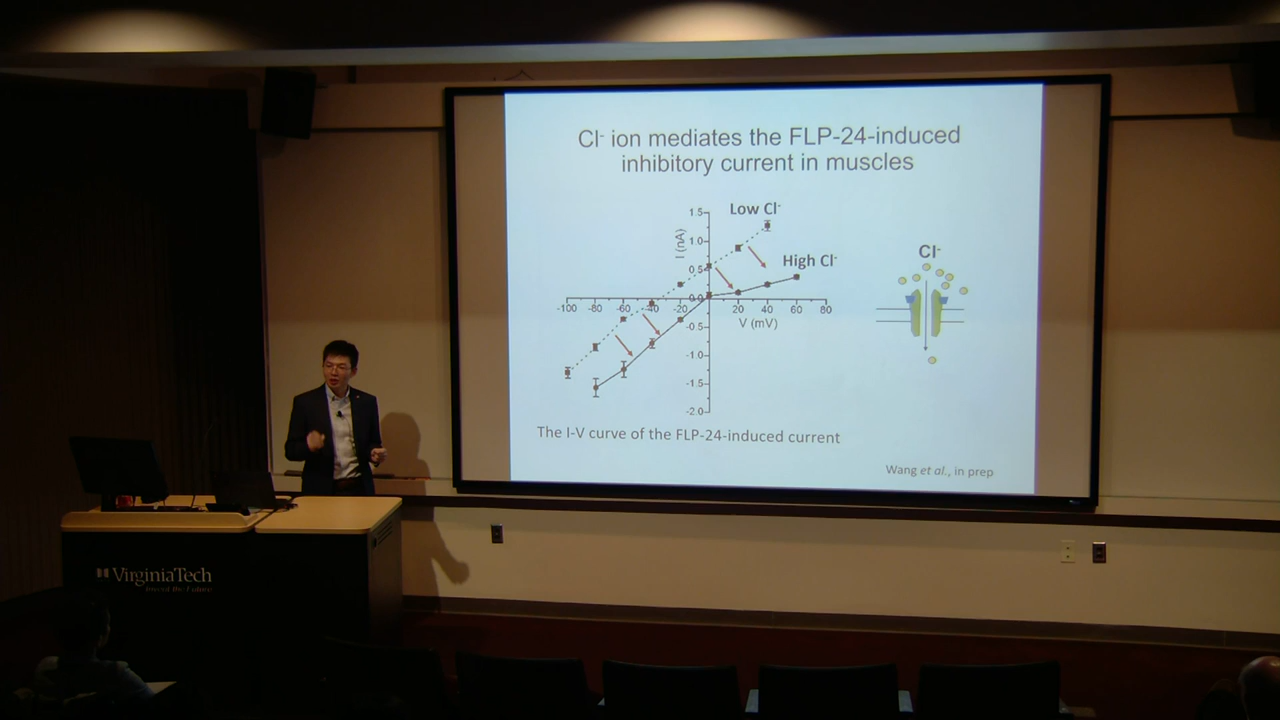 Cl- ion mediates the FLP-24-induced
inhibitory current in muscles
Low Cl-
High Cl-
Cl-
I (nA)
1.5
1.0
0.5
0.0
-0.5
-1.0
-1.5
-2.0
-100 -80 -60 -40 -20 20 40 60 80
V (mV)
The I-V curve of the FLP-24-induced current
Wang et al., in prep
VirginiaTech
Invent the Future